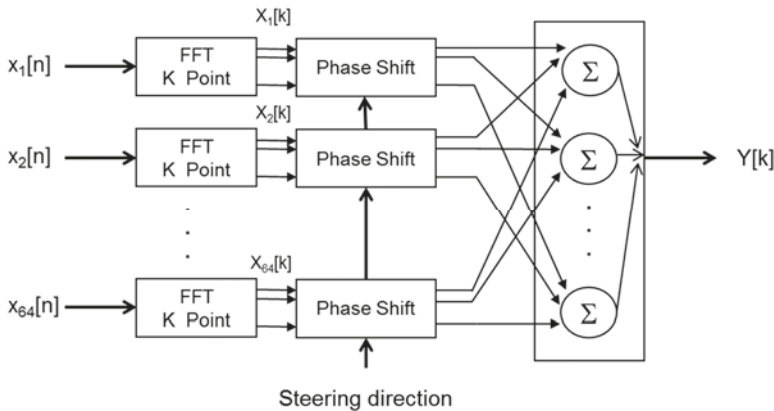 X₁[k]
x₁[n]
FFT
K Point
Phase Shift
Σ
X₂[k]
x₂[n]
FFT
K Point
Phase Shift
Σ
Y[k]
X₆₄[k]
x₆₄[n]
FFT
K Point
Phase Shift
Σ
Steering direction